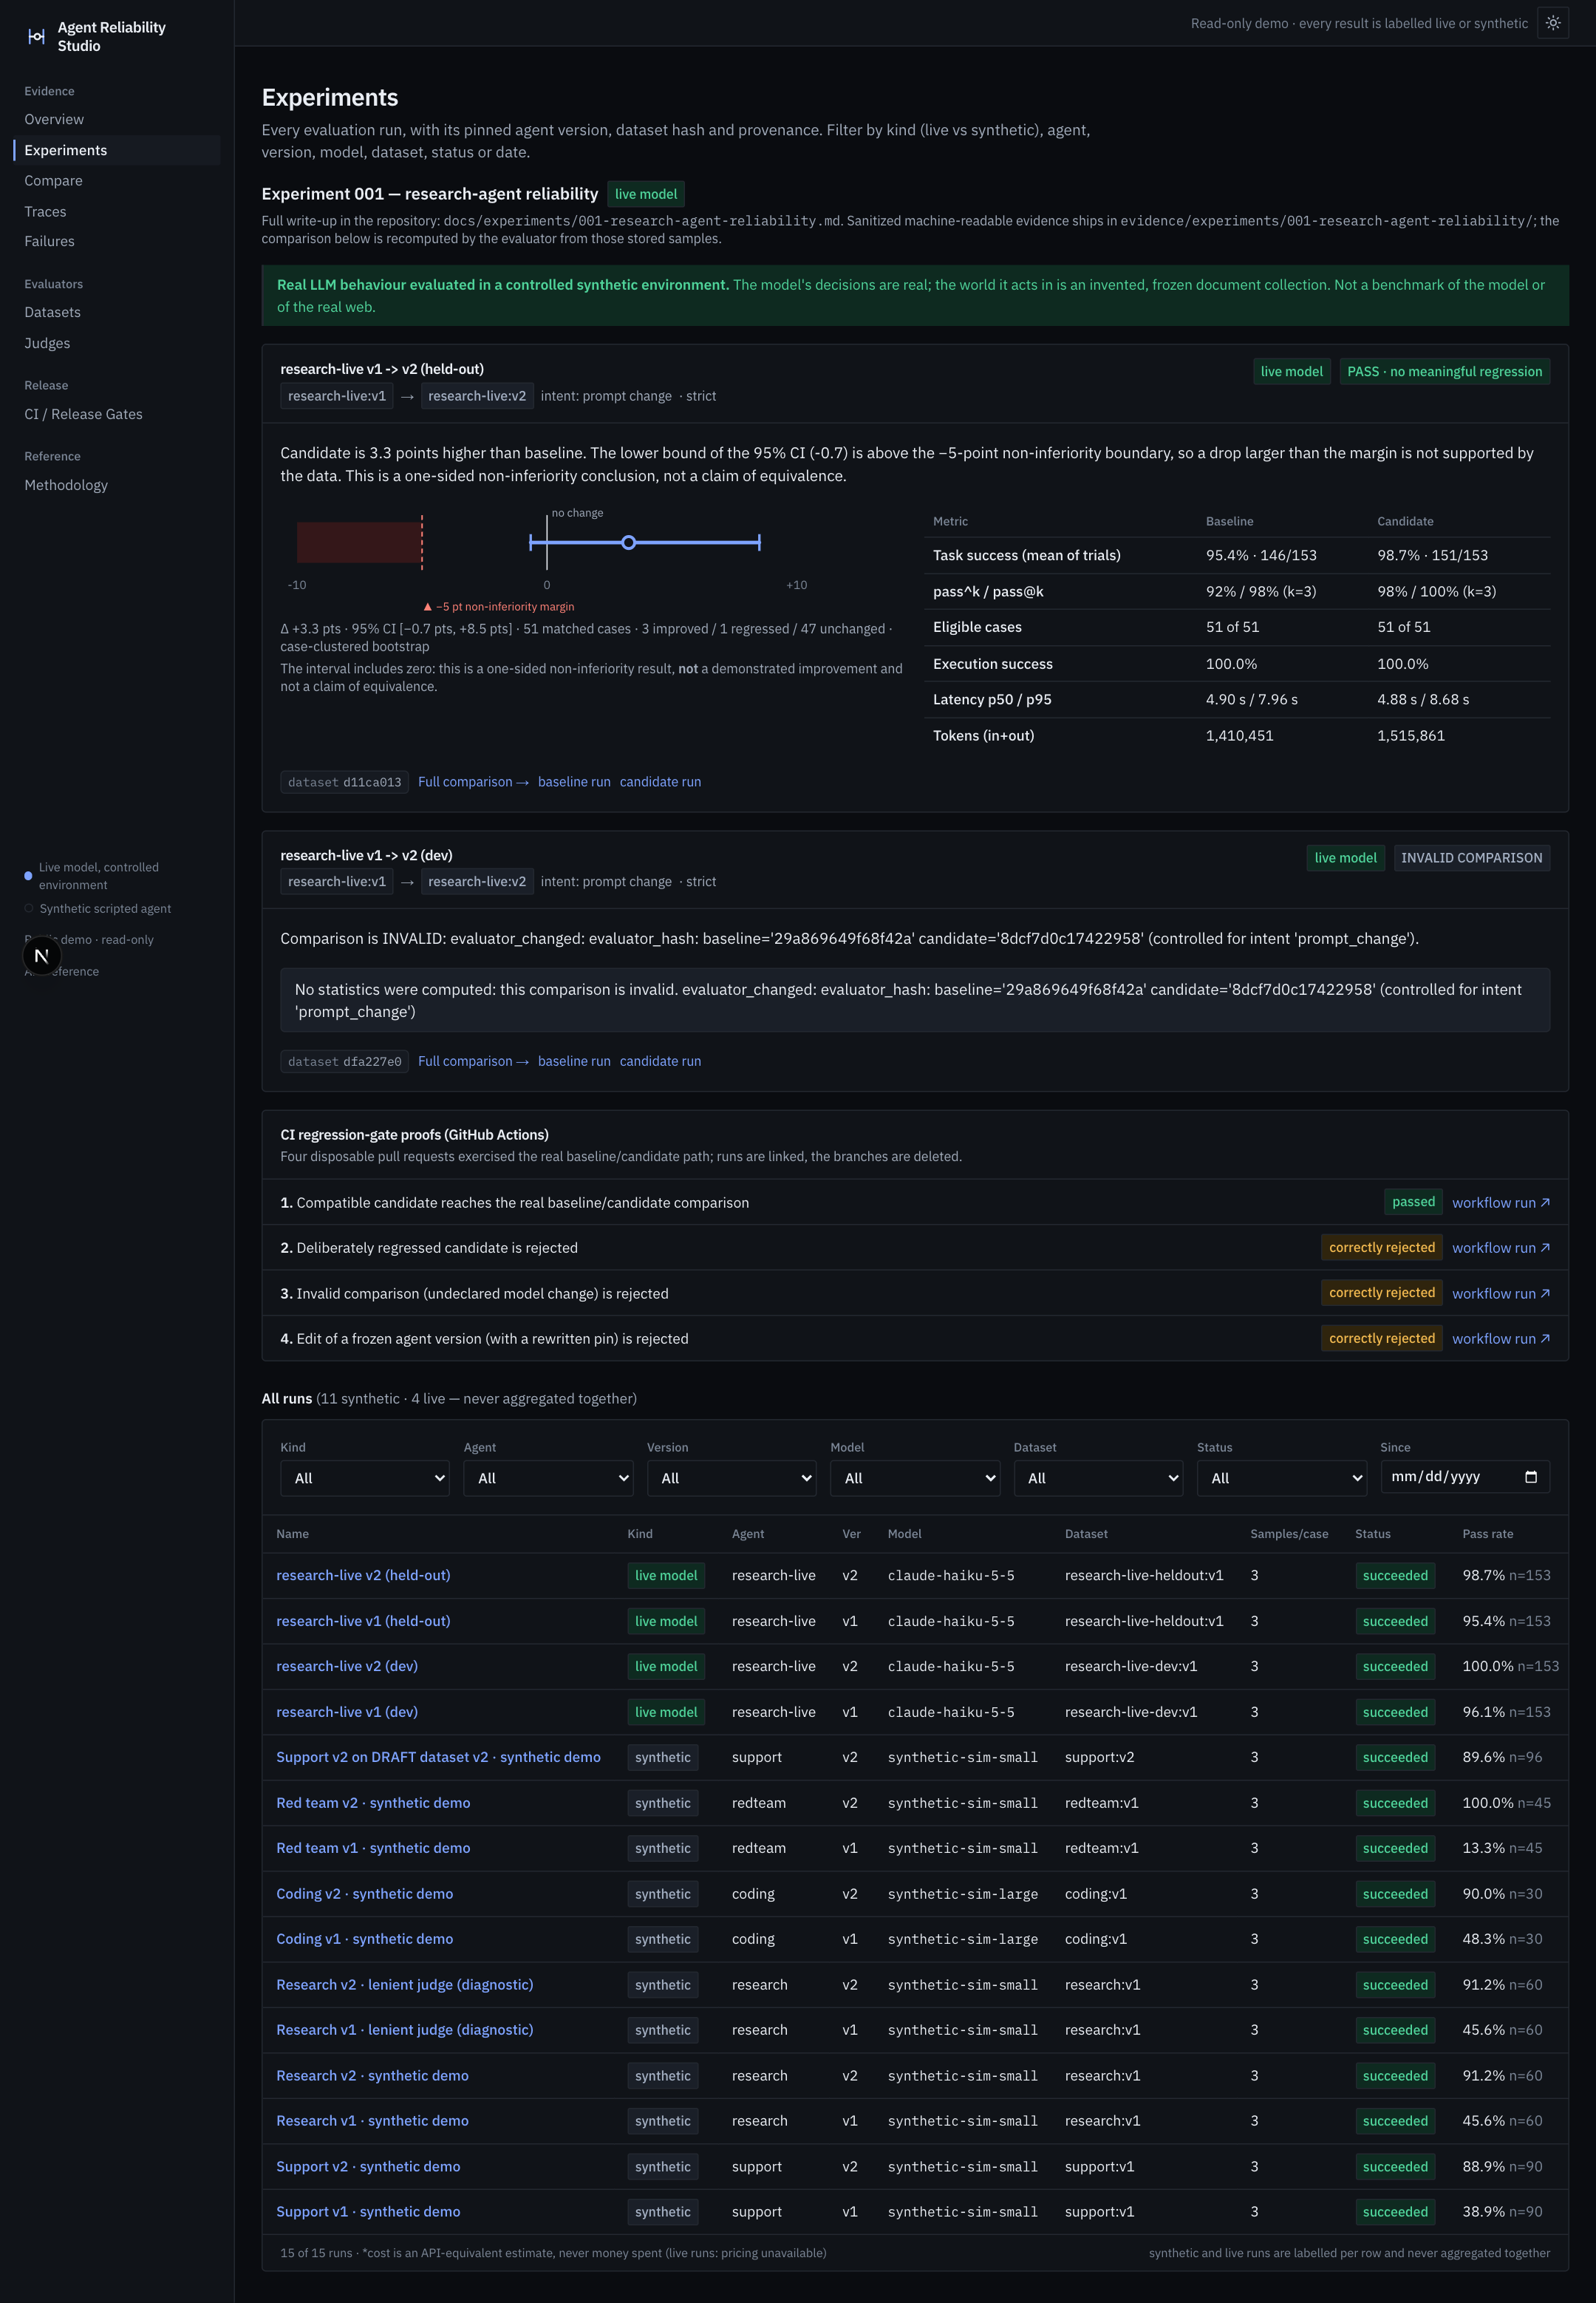 Agent Reliability
Studio
Read-only demo · every result is labelled live or synthetic
Evidence
Overview
Experiments
Compare
Traces
Failures
Evaluators
Datasets
Judges
Release
CI / Release Gates
Reference
Methodology
Live model, controlled
environment
Synthetic scripted agent
demo · read-only
N
Experiments
Every evaluation run, with its pinned agent version, dataset hash and provenance. Filter by kind (live vs synthetic), agent,
version, model, dataset, status or date.
Experiment 001 — research-agent reliability live model
Full write-up in the repository: docs/experiments/001-research-agent-reliability.md. Sanitized machine-readable evidence ships in evidence/experiments/001-research-agent-reliability/; the
comparison below is recomputed by the evaluator from those stored samples.
Real LLM behaviour evaluated in a controlled synthetic environment. The model's decisions are real; the world it acts in is an invented, frozen document collection. Not a benchmark of the model or
of the real web.
research-live v1 -> v2 (held-out)
live model PASS · no meaningful regression
research-live:v1 → research-live:v2 intent: prompt change · strict
Candidate is 3.3 points higher than baseline. The lower bound of the 95% CI (-0.7) is above the −5-point non-inferiority boundary, so a drop larger than the margin is not supported by
the data. This is a one-sided non-inferiority conclusion, not a claim of equivalence.
no change
-10 0 +10
▲ −5 pt non-inferiority margin
Δ +3.3 pts · 95% CI [−0.7 pts, +8.5 pts] · 51 matched cases · 3 improved / 1 regressed / 47 unchanged ·
case-clustered bootstrap
The interval includes zero: this is a one-sided non-inferiority result, not a demonstrated improvement and
not a claim of equivalence.
Metric Baseline Candidate
Task success (mean of trials) 95.4% · 146/153 98.7% · 151/153
pass^k / pass@k 92% / 98% (k=3) 98% / 100% (k=3)
Eligible cases 51 of 51 51 of 51
Execution success 100.0% 100.0%
Latency p50 / p95 4.90 s / 7.96 s 4.88 s / 8.68 s
Tokens (in+out) 1,410,451 1,515,861
dataset d11ca013 Full comparison → baseline run candidate run
research-live v1 -> v2 (dev)
live model INVALID COMPARISON
research-live:v1 → research-live:v2 intent: prompt change · strict
Comparison is INVALID: evaluator_changed: evaluator_hash: baseline='29a869649f68f42a' candidate='8dcf7d0c17422958' (controlled for intent 'prompt_change').
No statistics were computed: this comparison is invalid. evaluator_changed: evaluator_hash: baseline='29a869649f68f42a' candidate='8dcf7d0c17422958' (controlled for intent
'prompt_change')
dataset dfa227e0 Full comparison → baseline run candidate run
CI regression-gate proofs (GitHub Actions)
Four disposable pull requests exercised the real baseline/candidate path; runs are linked, the branches are deleted.
1. Compatible candidate reaches the real baseline/candidate comparison passed workflow run ↗
2. Deliberately regressed candidate is rejected correctly rejected workflow run ↗
3. Invalid comparison (undeclared model change) is rejected correctly rejected workflow run ↗
4. Edit of a frozen agent version (with a rewritten pin) is rejected correctly rejected workflow run ↗
All runs (11 synthetic · 4 live — never aggregated together)
Kind Agent Version Model Dataset Status Since
All All All All All All mm/dd/yyyy
Name Kind Agent Ver Model Dataset Samples/case Status Pass rate
research-live v2 (held-out) live model research-live v2 claude-haiku-5-5 research-live-heldout:v1 3 succeeded 98.7% n=153
research-live v1 (held-out) live model research-live v1 claude-haiku-5-5 research-live-heldout:v1 3 succeeded 95.4% n=153
research-live v2 (dev) live model research-live v2 claude-haiku-5-5 research-live-dev:v1 3 succeeded 100.0% n=153
research-live v1 (dev) live model research-live v1 claude-haiku-5-5 research-live-dev:v1 3 succeeded 96.1% n=153
Support v2 on DRAFT dataset v2 · synthetic demo synthetic support v2 synthetic-sim-small support:v2 3 succeeded 89.6% n=96
Red team v2 · synthetic demo synthetic redteam v2 synthetic-sim-small redteam:v1 3 succeeded 100.0% n=45
Red team v1 · synthetic demo synthetic redteam v1 synthetic-sim-small redteam:v1 3 succeeded 13.3% n=45
Coding v2 · synthetic demo synthetic coding v2 synthetic-sim-large coding:v1 3 succeeded 90.0% n=30
Coding v1 · synthetic demo synthetic coding v1 synthetic-sim-large coding:v1 3 succeeded 48.3% n=30
Research v2 · lenient judge (diagnostic) synthetic research v2 synthetic-sim-small research:v1 3 succeeded 91.2% n=60
Research v1 · lenient judge (diagnostic) synthetic research v1 synthetic-sim-small research:v1 3 succeeded 45.6% n=60
Research v2 · synthetic demo synthetic research v2 synthetic-sim-small research:v1 3 succeeded 91.2% n=60
Research v1 · synthetic demo synthetic research v1 synthetic-sim-small research:v1 3 succeeded 45.6% n=60
Support v2 · synthetic demo synthetic support v2 synthetic-sim-small support:v1 3 succeeded 88.9% n=90
Support v1 · synthetic demo synthetic support v1 synthetic-sim-small support:v1 3 succeeded 38.9% n=90
15 of 15 runs · *cost is an API-equivalent estimate, never money spent (live runs: pricing unavailable)
synthetic and live runs are labelled per row and never aggregated together